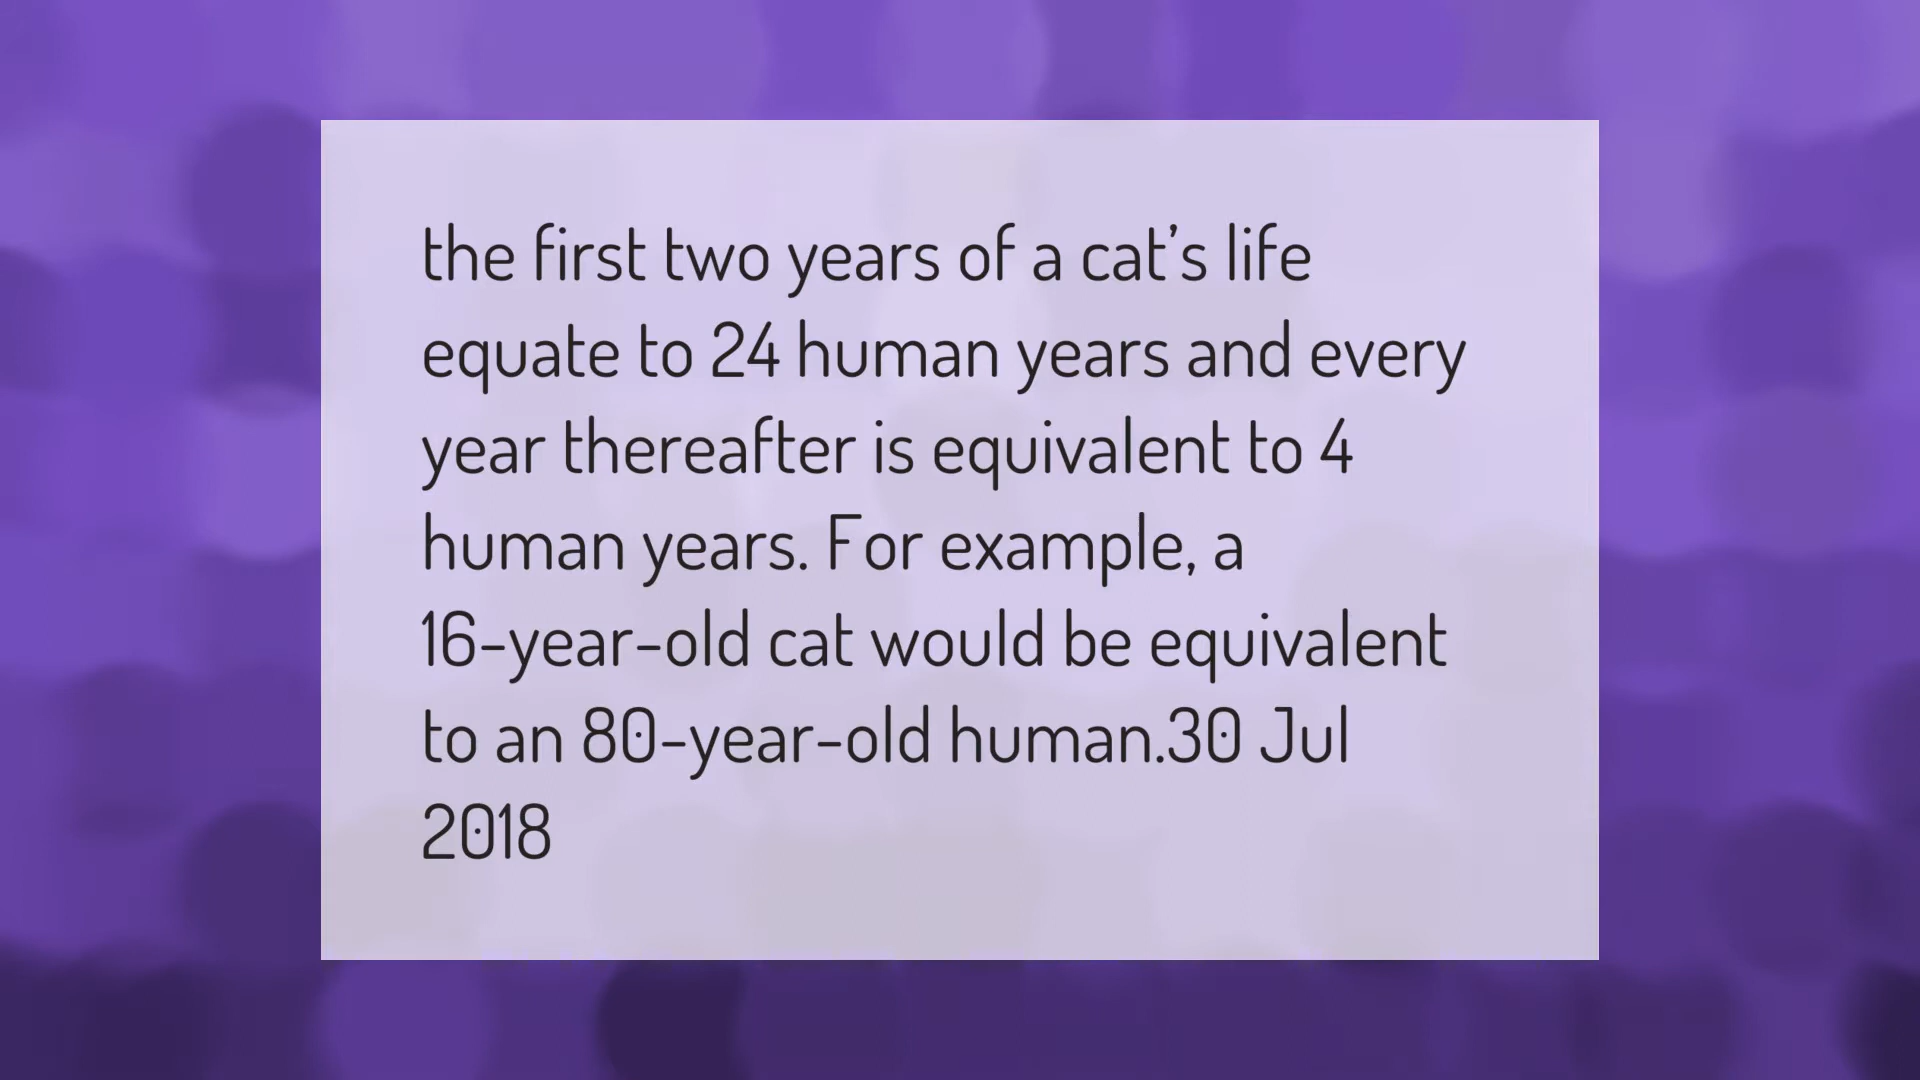 the first two years of a cat’s life
equate to 24 human years and every
year thereafter is equivalent to 4
human years. For example, a
16-year-old cat would be equivalent
to an 80-year-old human.30 Jul
2018